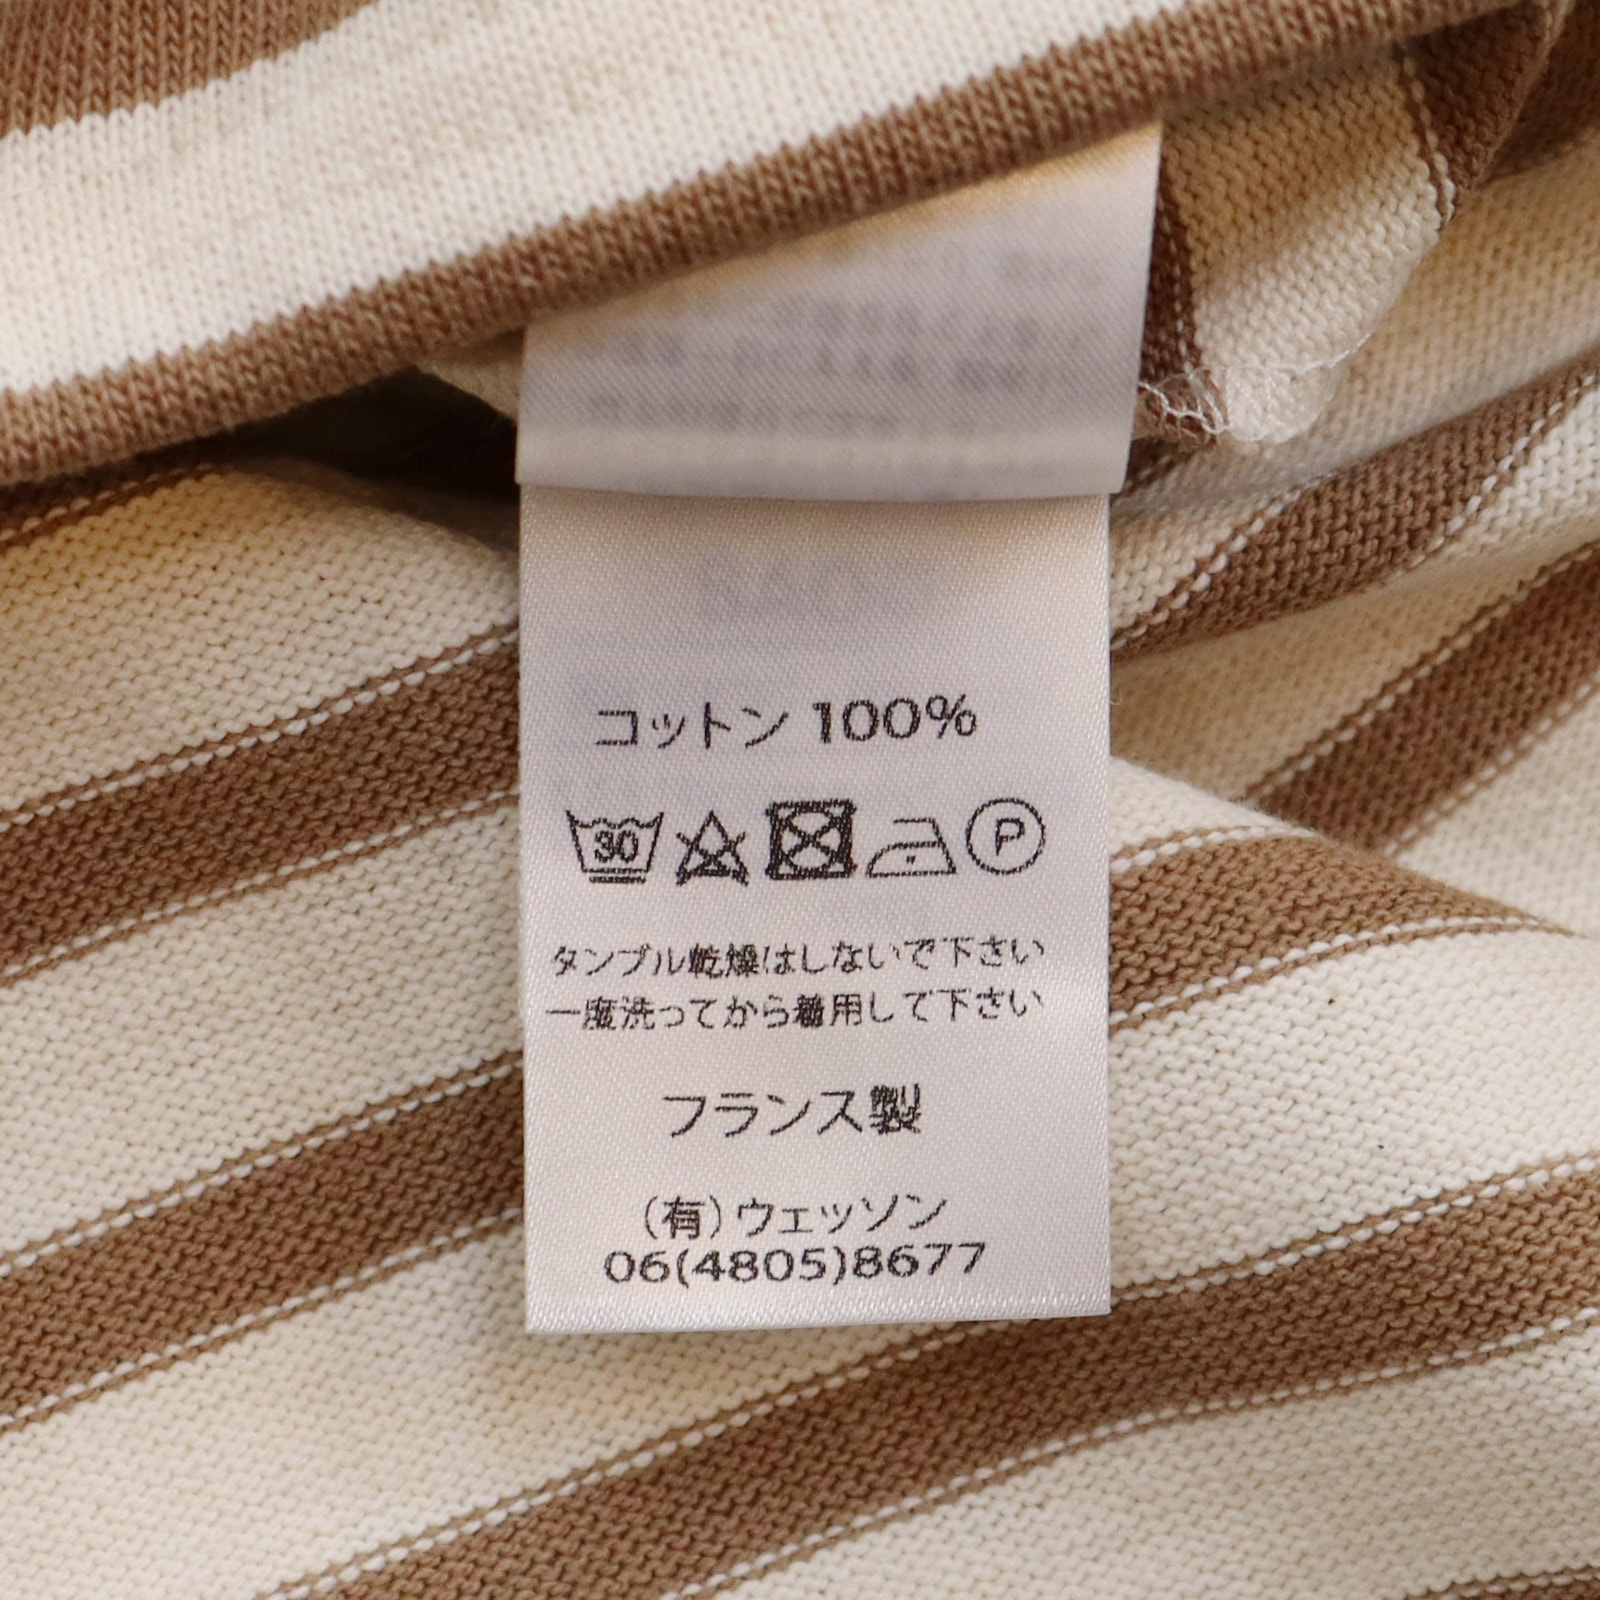 コットン 100%
30 P
タンブル乾燥はしないで下さい
一度洗ってから着用して下さい
フランス製
(有)ウェッソン
06(4805)8677